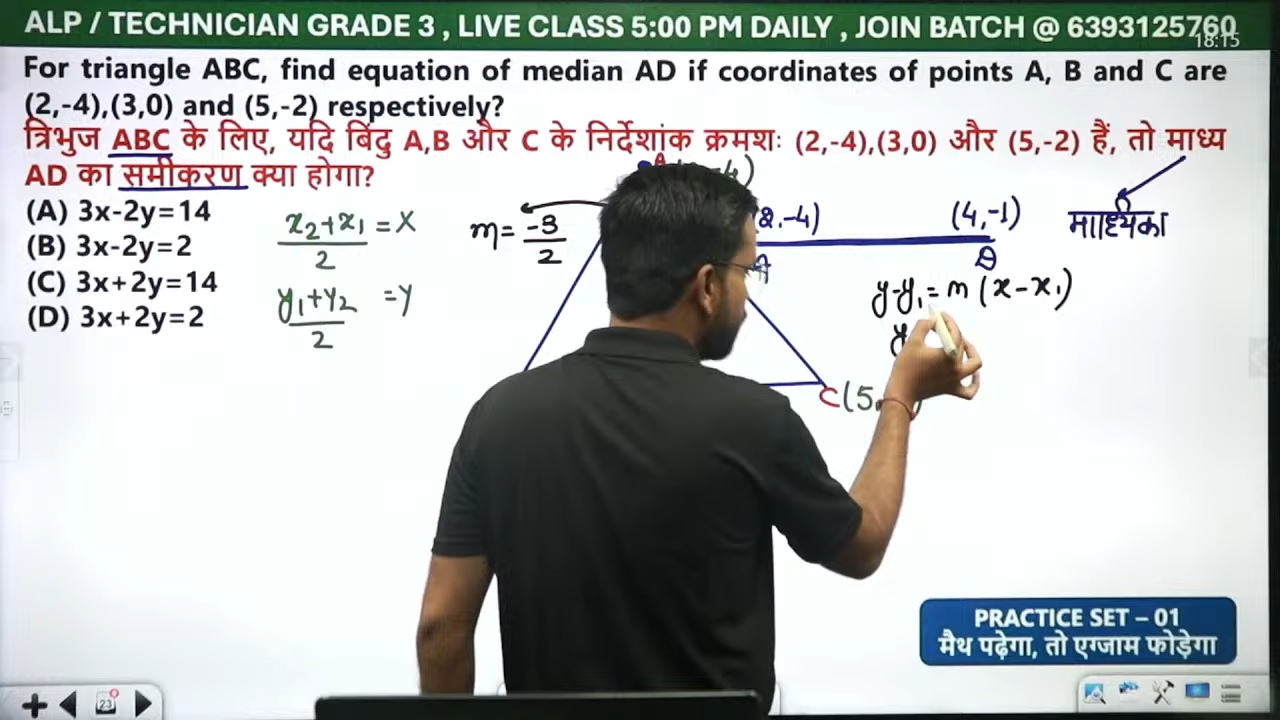 ALP / TECHNICIAN GRADE 3 , LIVE CLASS 5:00 PM DAILY , JOIN BATCH @ 6393125760
18:15
For triangle ABC, find equation of median AD if coordinates of points A, B and C are
(2,-4),(3,0) and (5,-2) respectively?
त्रिभुज ABC के लिए, यदि बिंदु A,B और C के निर्देशांक क्रमशः (2,-4),(3,0) और (5,-2) हैं, तो माध्य
AD का समीकरण क्या होगा?
(A) 3x-2y=14
(B) 3x-2y=2
(C) 3x+2y=14
(D) 3x+2y=2
x₂+x₁/2 = X
y₁+y₂/2 = y
m = -3/2
A
4)
2,-4)
(4,-1)
A
D
माध्यिका
y-y₁ = m(x-x₁)
y
C(5,
PRACTICE SET – 01
मैथ पढ़ेगा, तो एग्जाम फोड़ेगा
23